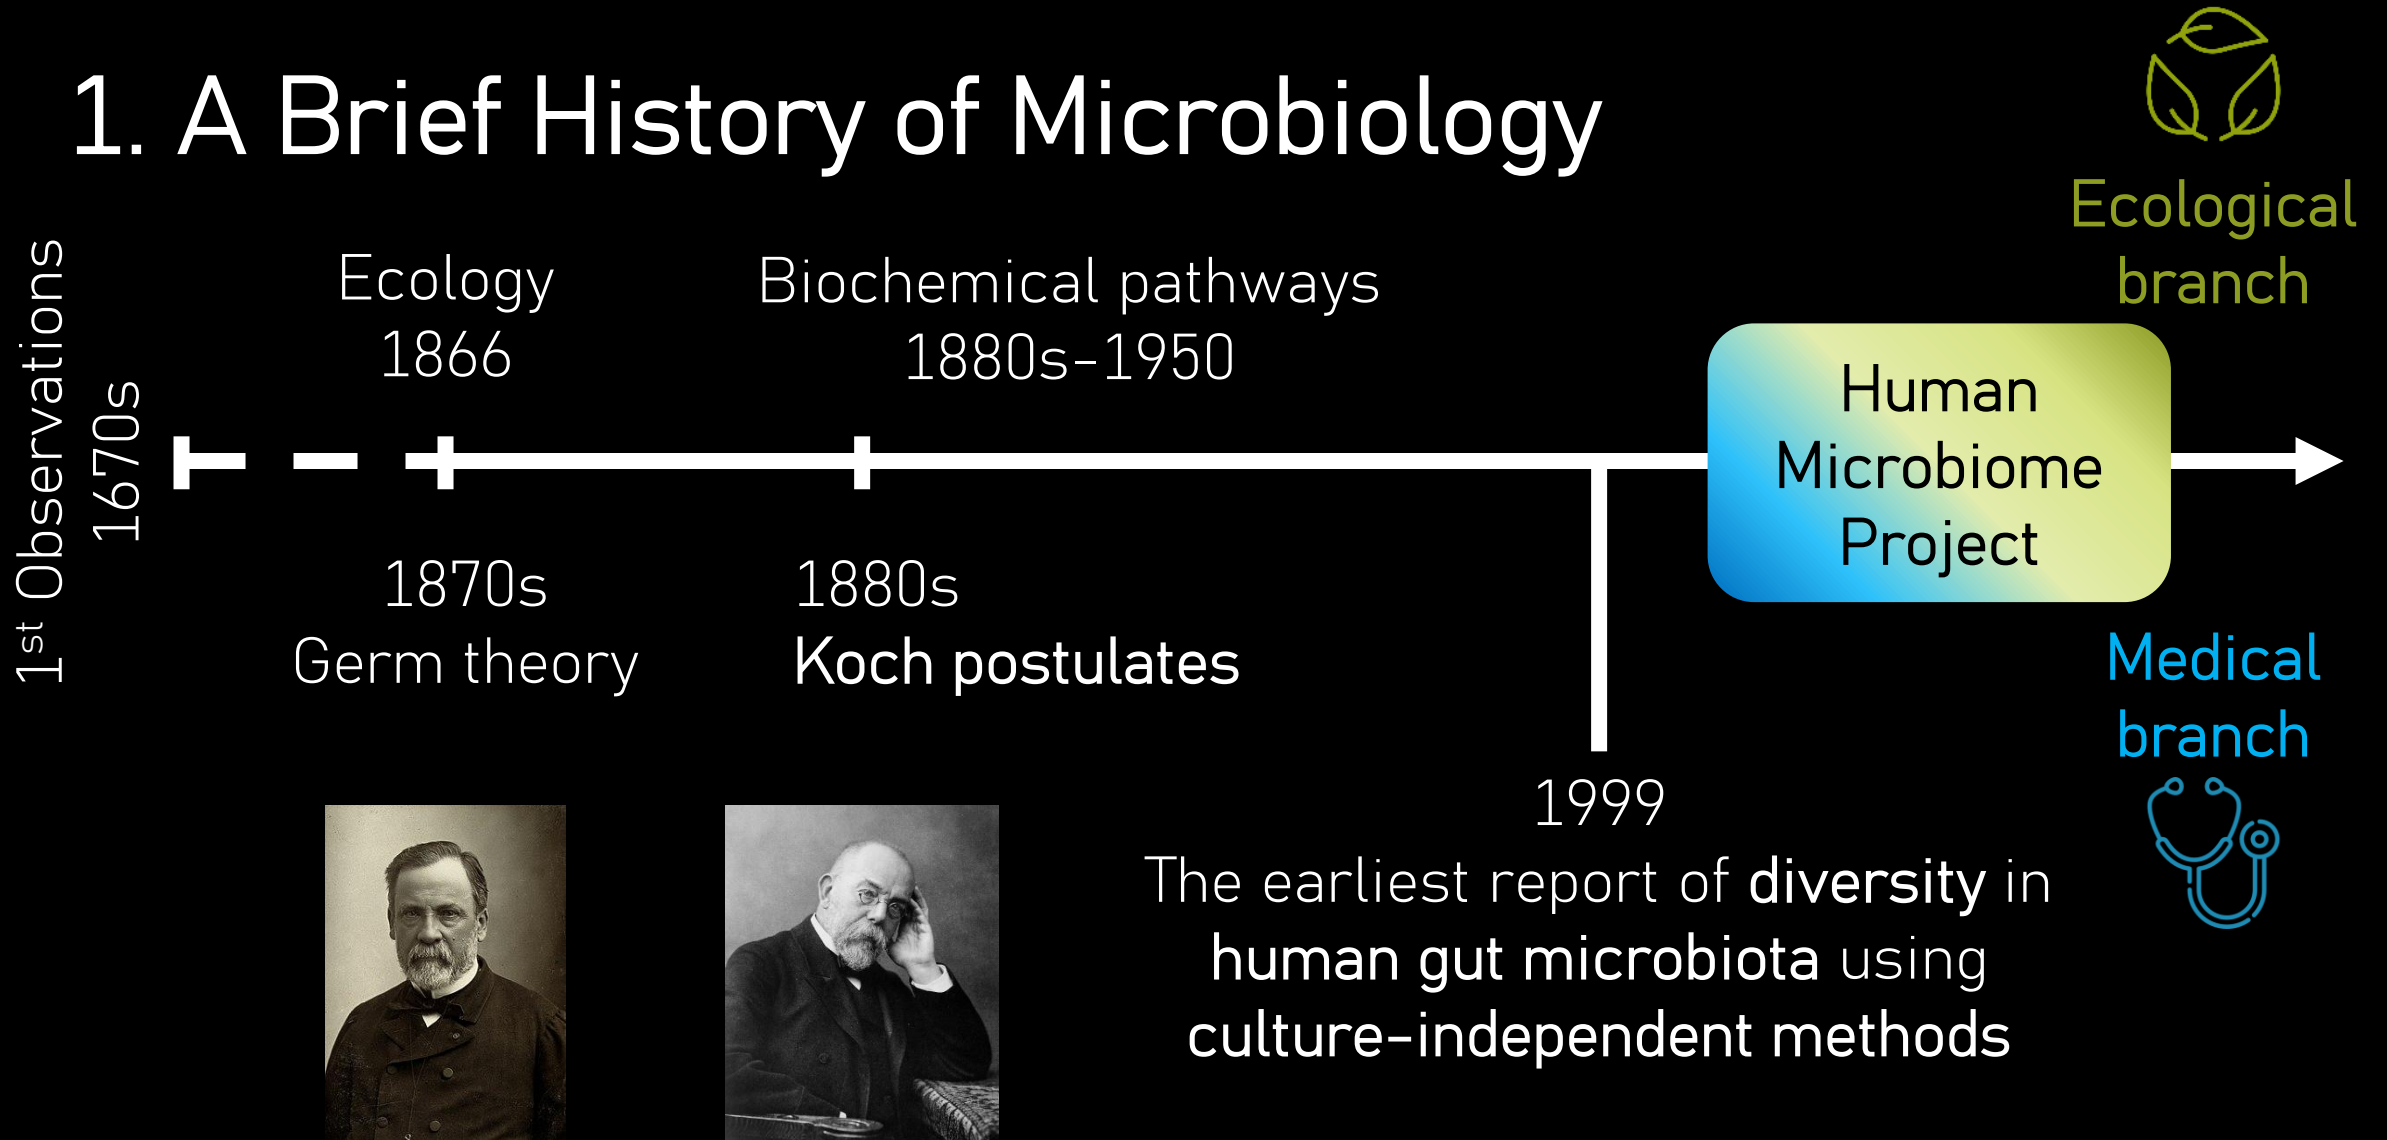 1. A Brief History of Microbiology
Ecological
branch
1st Observations
1670s
Ecology
1866
Biochemical pathways
1880s-1950
Human
Microbiome
Project
1870s
Germ theory
1880s
Koch postulates
Medical
branch
1999
The earliest report of diversity in
human gut microbiota using
culture-independent methods